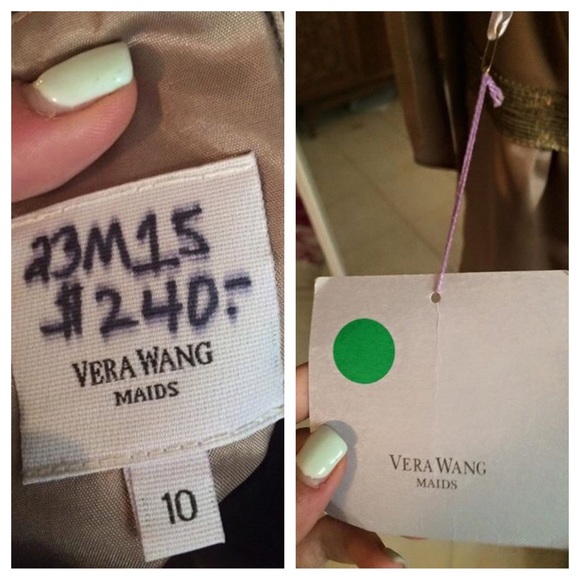 23M15
$240.-
VERA WANG
MAIDS
10
VERA WANG
MAIDS